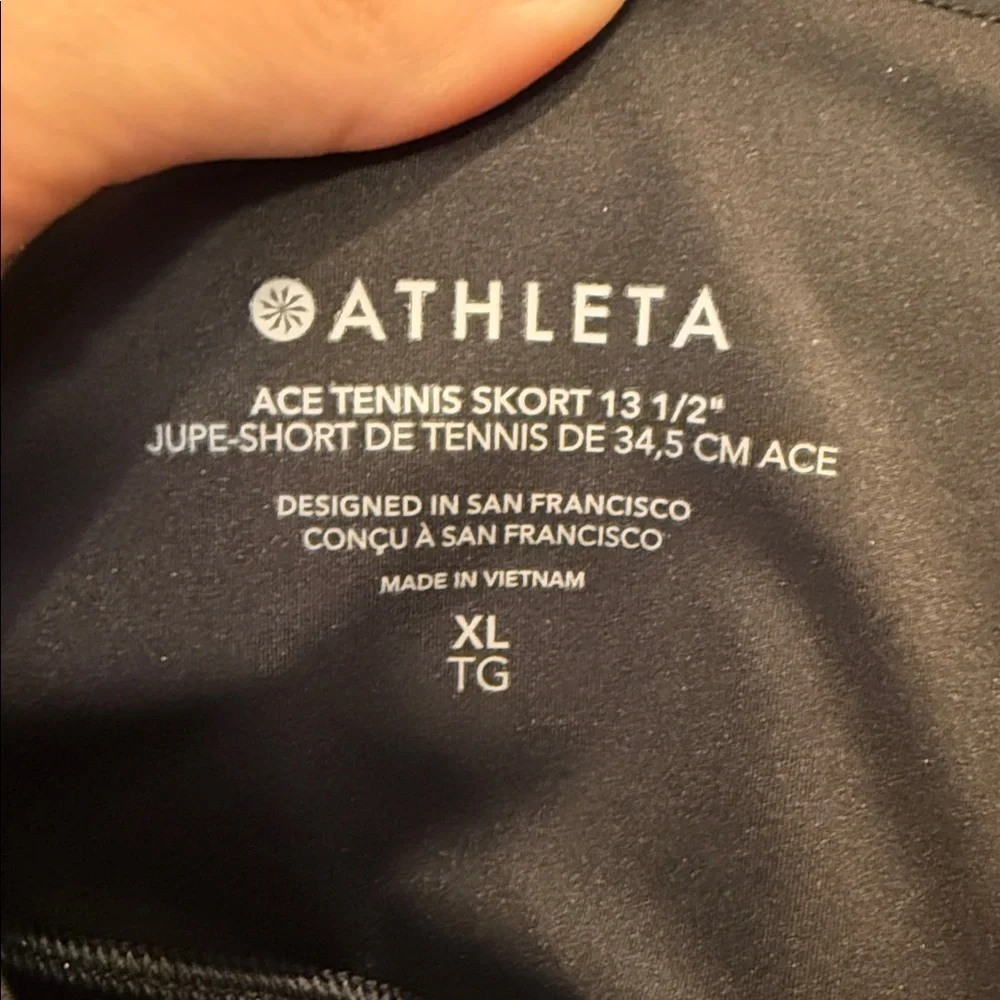 ATHLETA
ACE TENNIS SKORT 13 1/2"
JUPE-SHORT DE TENNIS DE 34,5 CM ACE
DESIGNED IN SAN FRANCISCO
CONÇU À SAN FRANCISCO
MADE IN VIETNAM
XL
TG